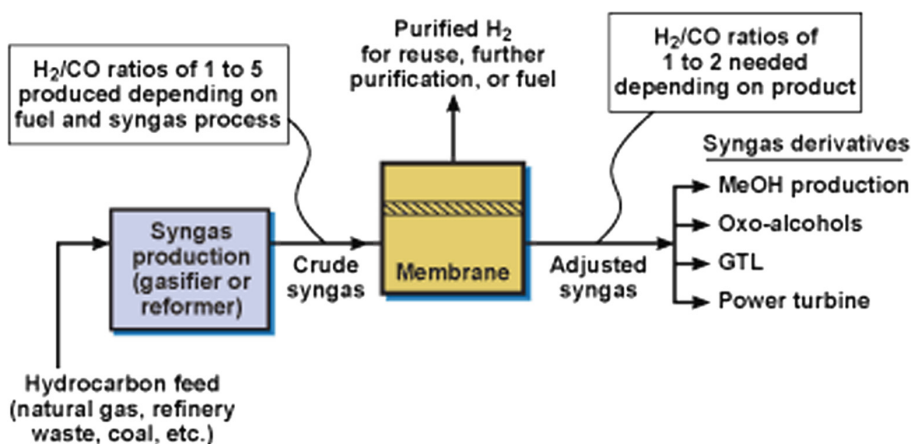 H₂/CO ratios of 1 to 5
produced depending on
fuel and syngas process
Purified H₂
for reuse, further
purification, or fuel
H₂/CO ratios of
1 to 2 needed
depending on product
Syngas derivatives
MeOH production
Oxo-alcohols
GTL
Power turbine
Syngas
production
(gasifier or
reformer)
Crude
syngas
Membrane
Adjusted
syngas
Hydrocarbon feed
(natural gas, refinery
waste, coal, etc.)